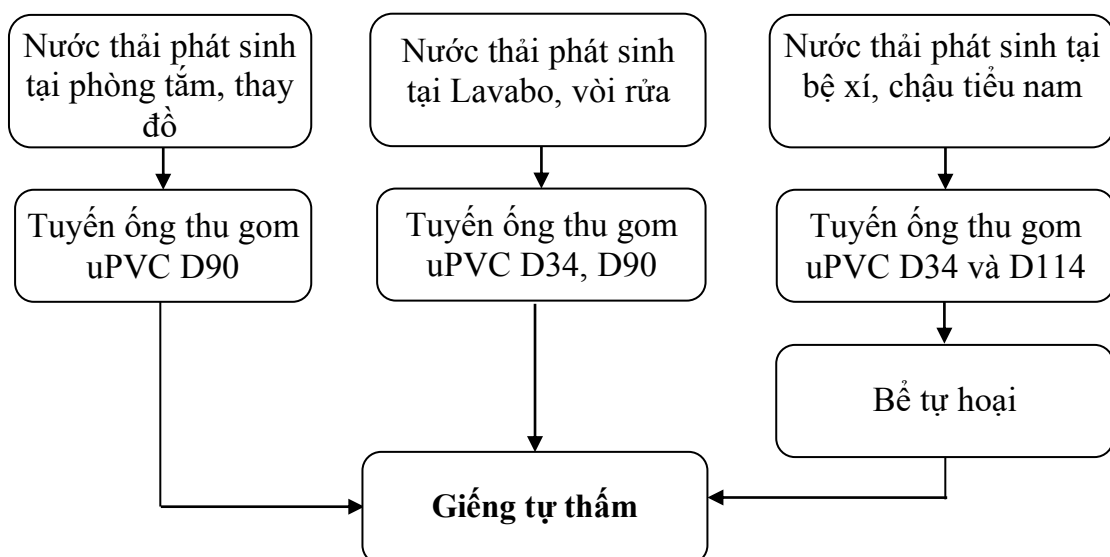 Nước thải phát sinh
tại phòng tắm, thay
đồ
Nước thải phát sinh
tại Lavabo, vòi rửa
Nước thải phát sinh tại
bệ xí, chậu tiểu nam
Tuyến ống thu gom
uPVC D90
Tuyến ống thu gom
uPVC D34, D90
Tuyến ống thu gom
uPVC D34 và D114
Bể tự hoại
Giếng tự thấm